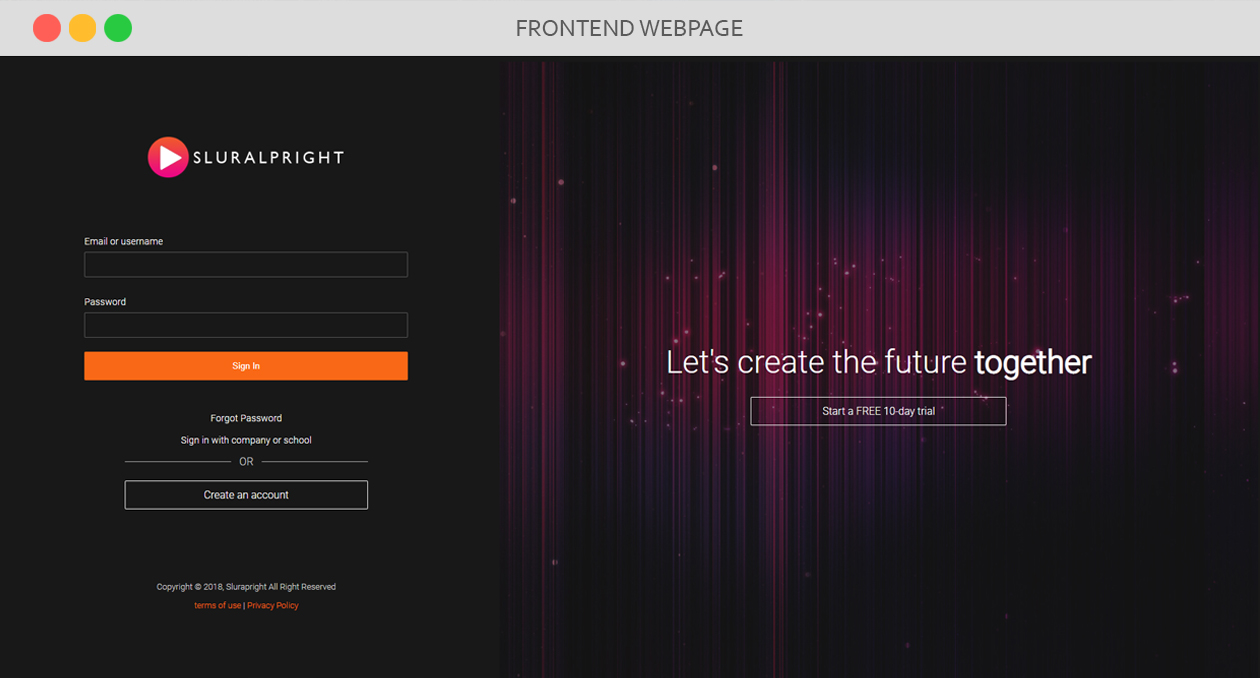 FRONTEND WEBPAGE
SLURALPRIGHT
Email or username
Password
Sign In
Forgot Password
Sign in with company or school
OR
Create an account
Copyright © 2018, Slurapright All Right Reserved
terms of use | Privacy Policy
Let's create the future together
Start a FREE 10-day trial